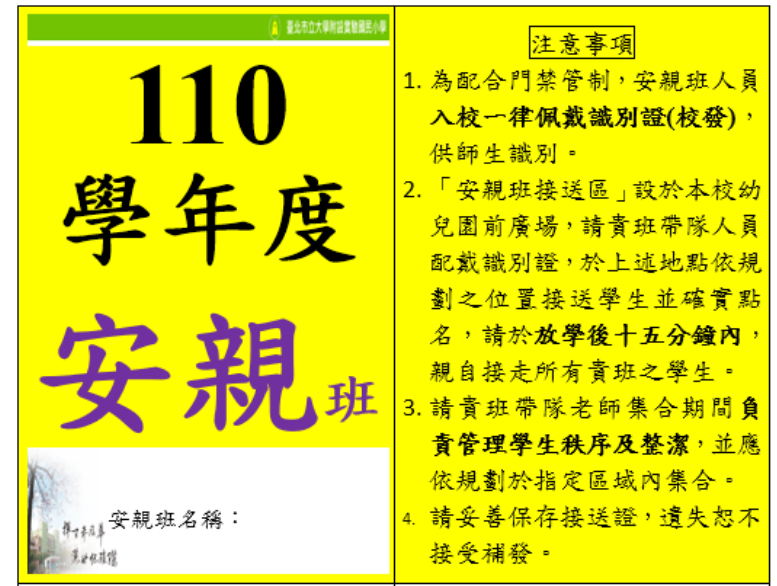 臺北市立大學附設實驗國民小學
110
學年度
安親班
安親班名稱：
注意事項
1. 為配合門禁管制，安親班人員
入校一律佩戴識別證(校發)，
供師生識別。
2. 「安親班接送區」設於本校幼
兒園前廣場，請貴班帶隊人員
配戴識別證，於上述地點依規
劃之位置接送學生並確實點
名，請於放學後十五分鐘內，
親自接走所有貴班之學生。
3. 請貴班帶隊老師集合期間負
責管理學生秩序及整潔，並應
依規劃於指定區域內集合。
4. 請妥善保存接送證，遺失恕不
接受補發。